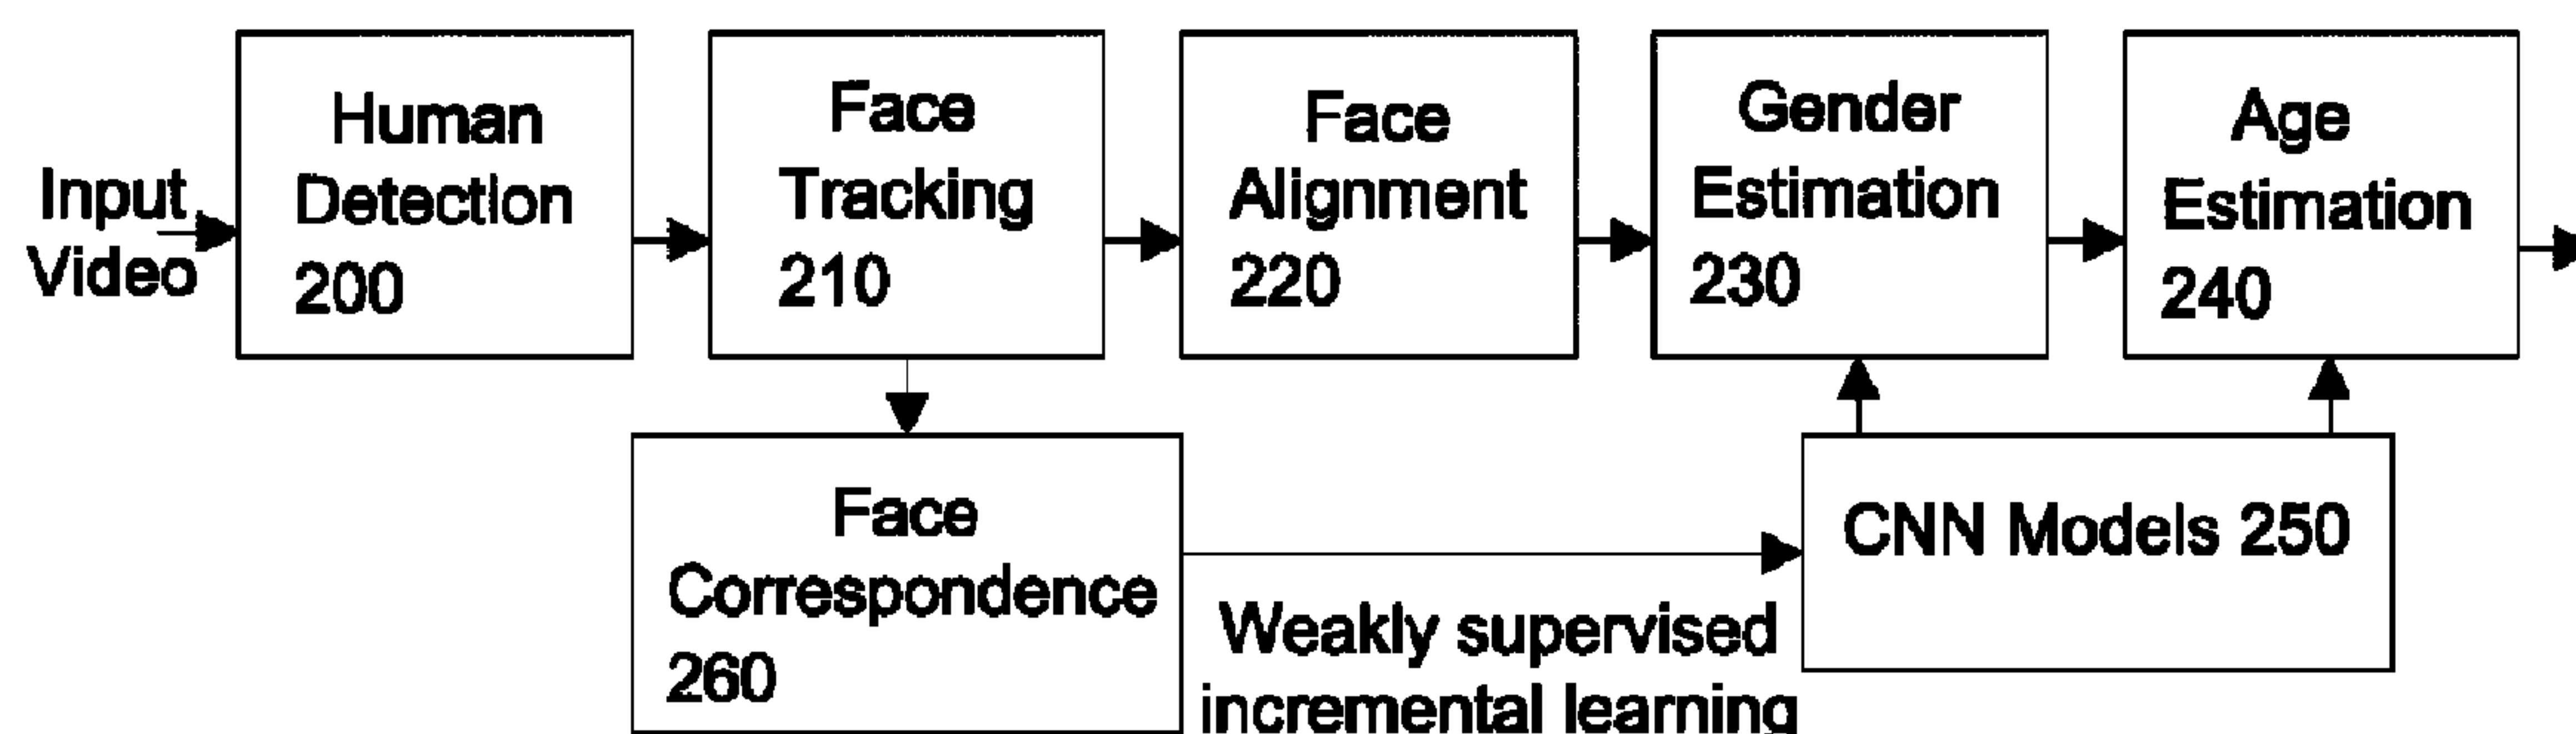 Input
Video
Human
Detection
200
Face
Tracking
210
Face
Alignment
220
Gender
Estimation
230
Age
Estimation
240
Face
Correspondence
260
Weakly supervised
incremental learning
CNN Models 250